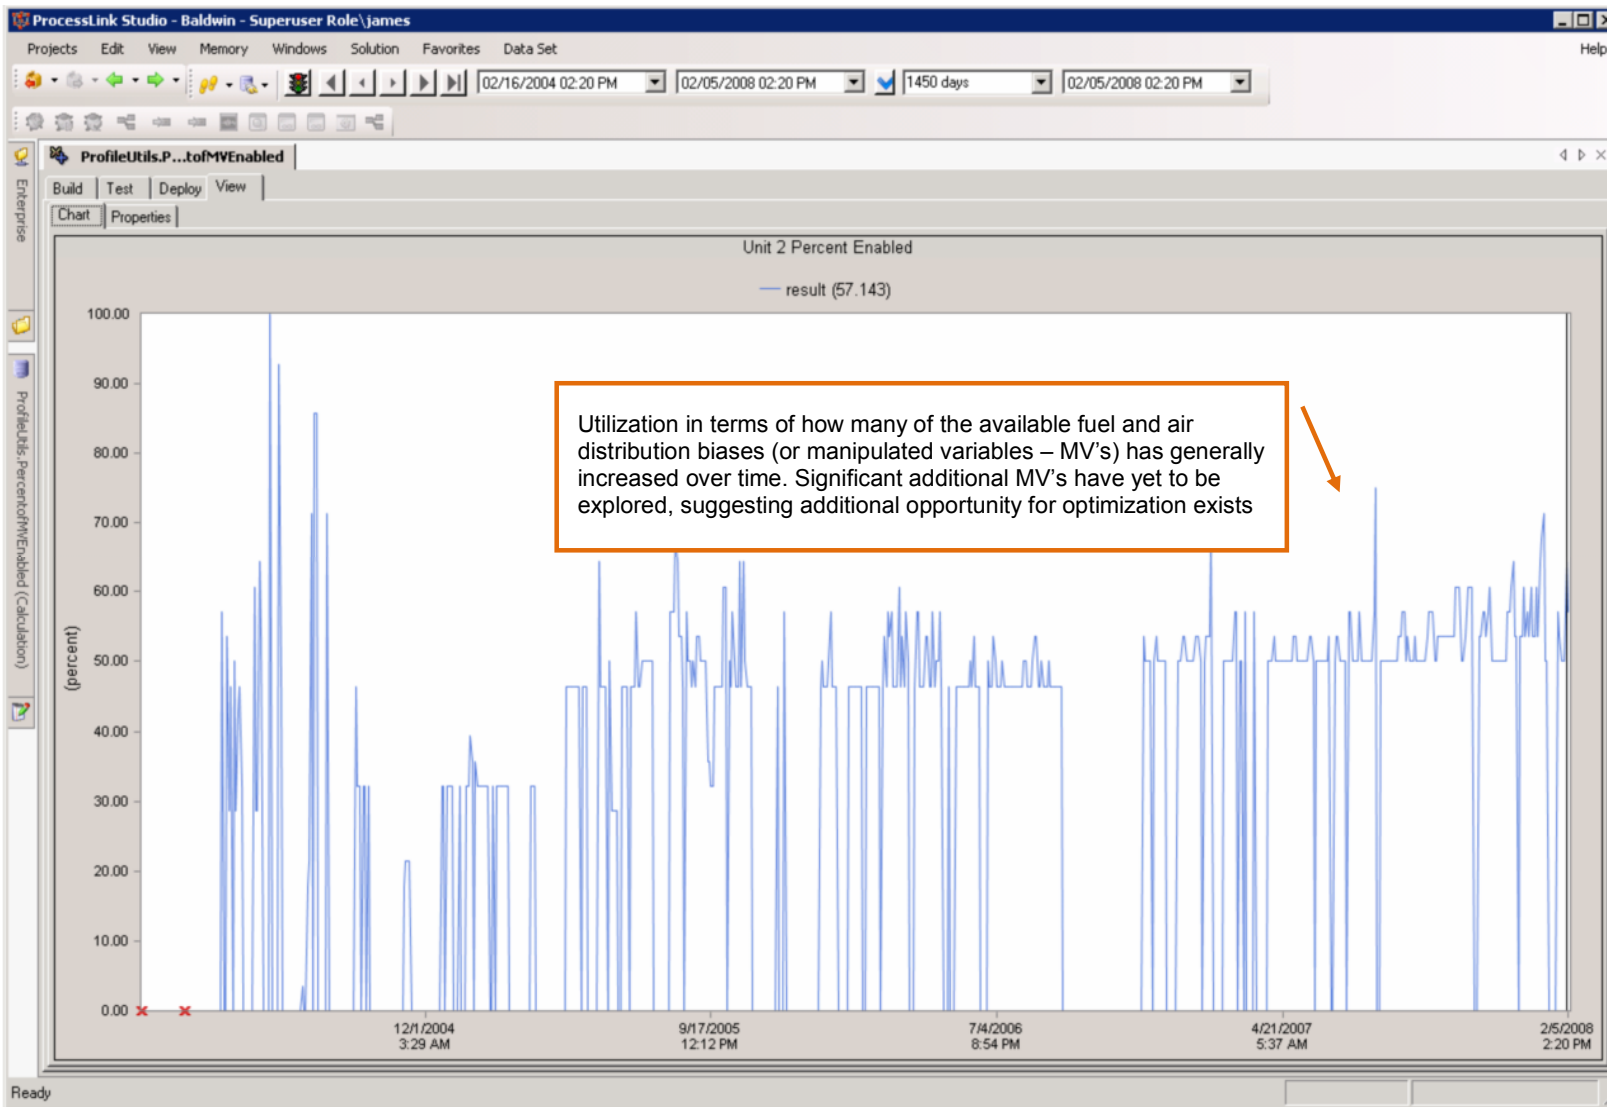 ProcessLink Studio - Baldwin - Superuser Role\james
Projects Edit View Memory Windows Solution Favorites Data Set Help
02/16/2004 02:20 PM 02/05/2008 02:20 PM 1450 days 02/05/2008 02:20 PM
ProfileUtils.P...tofMVEnabled
Enterprise
ProfileUtils.PercentofMVEnabled (Calculation)
Build Test Deploy View
Chart Properties
Unit 2 Percent Enabled
result (57.143)
100.00
90.00
80.00
70.00
60.00
50.00
40.00
30.00
20.00
10.00
0.00
(percent)
Utilization in terms of how many of the available fuel and air
distribution biases (or manipulated variables – MV's) has generally
increased over time. Significant additional MV's have yet to be
explored, suggesting additional opportunity for optimization exists
12/1/2004 9/17/2005 7/4/2006 4/21/2007 2/5/2008
3:29 AM 12:12 PM 8:54 PM 5:37 AM 2:20 PM
Ready